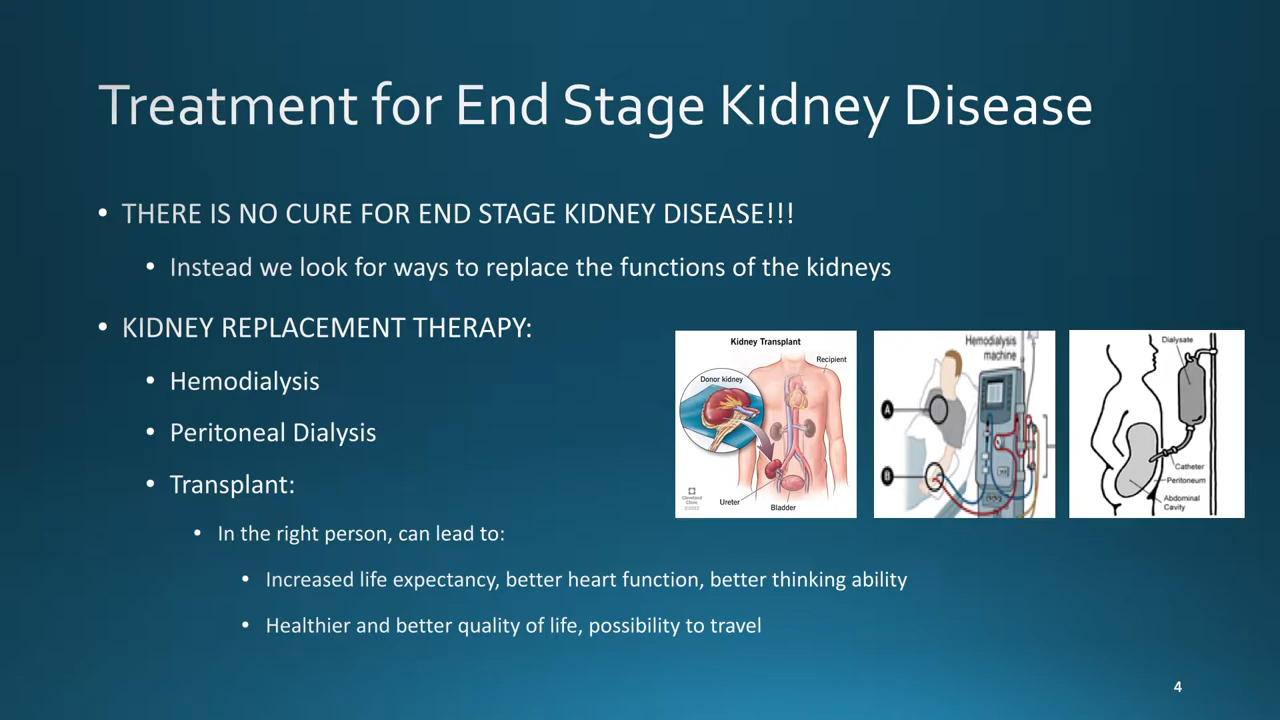 Treatment for End Stage Kidney Disease
• THERE IS NO CURE FOR END STAGE KIDNEY DISEASE!!!
• Instead we look for ways to replace the functions of the kidneys
• KIDNEY REPLACEMENT THERAPY:
• Hemodialysis
• Peritoneal Dialysis
• Transplant:
• In the right person, can lead to:
• Increased life expectancy, better heart function, better thinking ability
• Healthier and better quality of life, possibility to travel
Kidney Transplant
Recipient
Donor kidney
Ureter
Bladder
Cleveland
Clinic
©2022
Hemodialysis
machine
A
B
Dialysate
Catheter
Peritoneum
Abdominal
Cavity
4